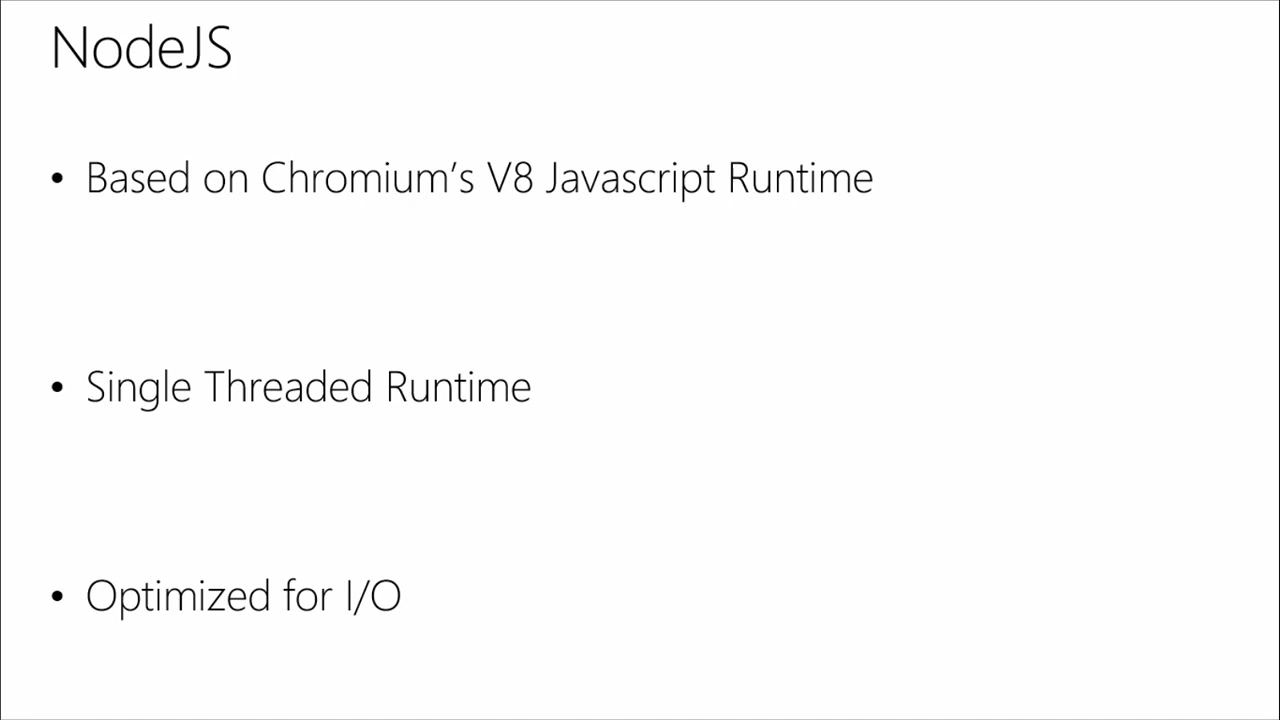 NodeJS
• Based on Chromium’s V8 Javascript Runtime
• Single Threaded Runtime
• Optimized for I/O